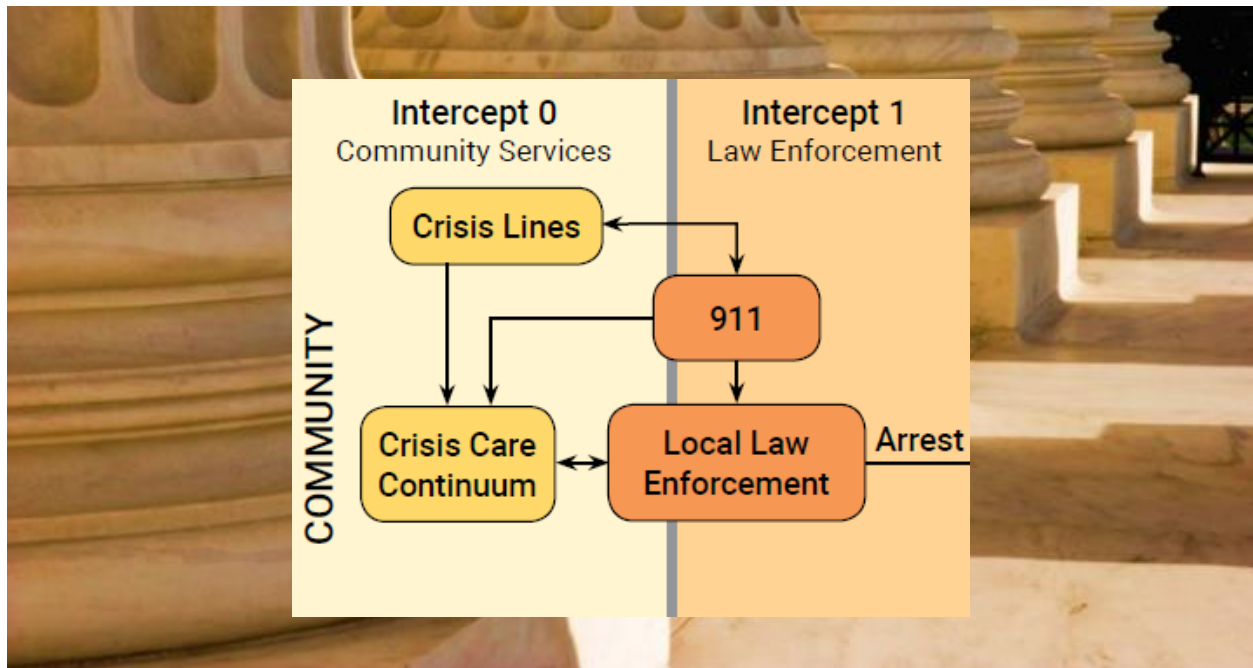 Intercept 0
Community Services
Intercept 1
Law Enforcement
Crisis Lines
911
COMMUNITY
Crisis Care
Continuum
Local Law
Enforcement
Arrest